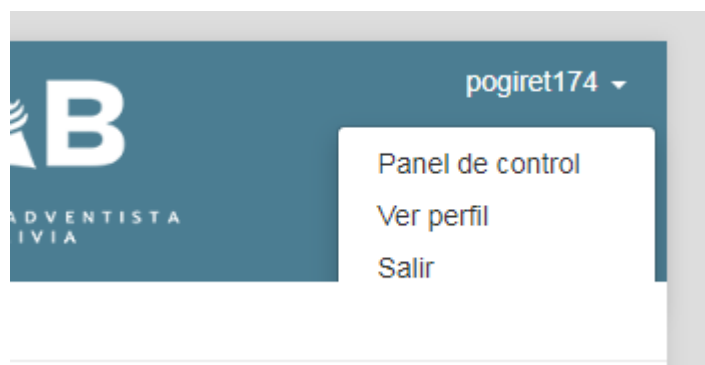 B
pogiret174
ADVENTISTA
IVIA
Panel de control
Ver perfil
Salir